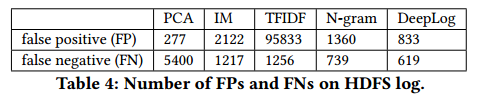 PCA IM TFIDF N-gram DeepLog
false positive (FP) 277 2122 95833 1360 833
false negative (FN) 5400 1217 1256 739 619
Table 4: Number of FPs and FNs on HDFS log.